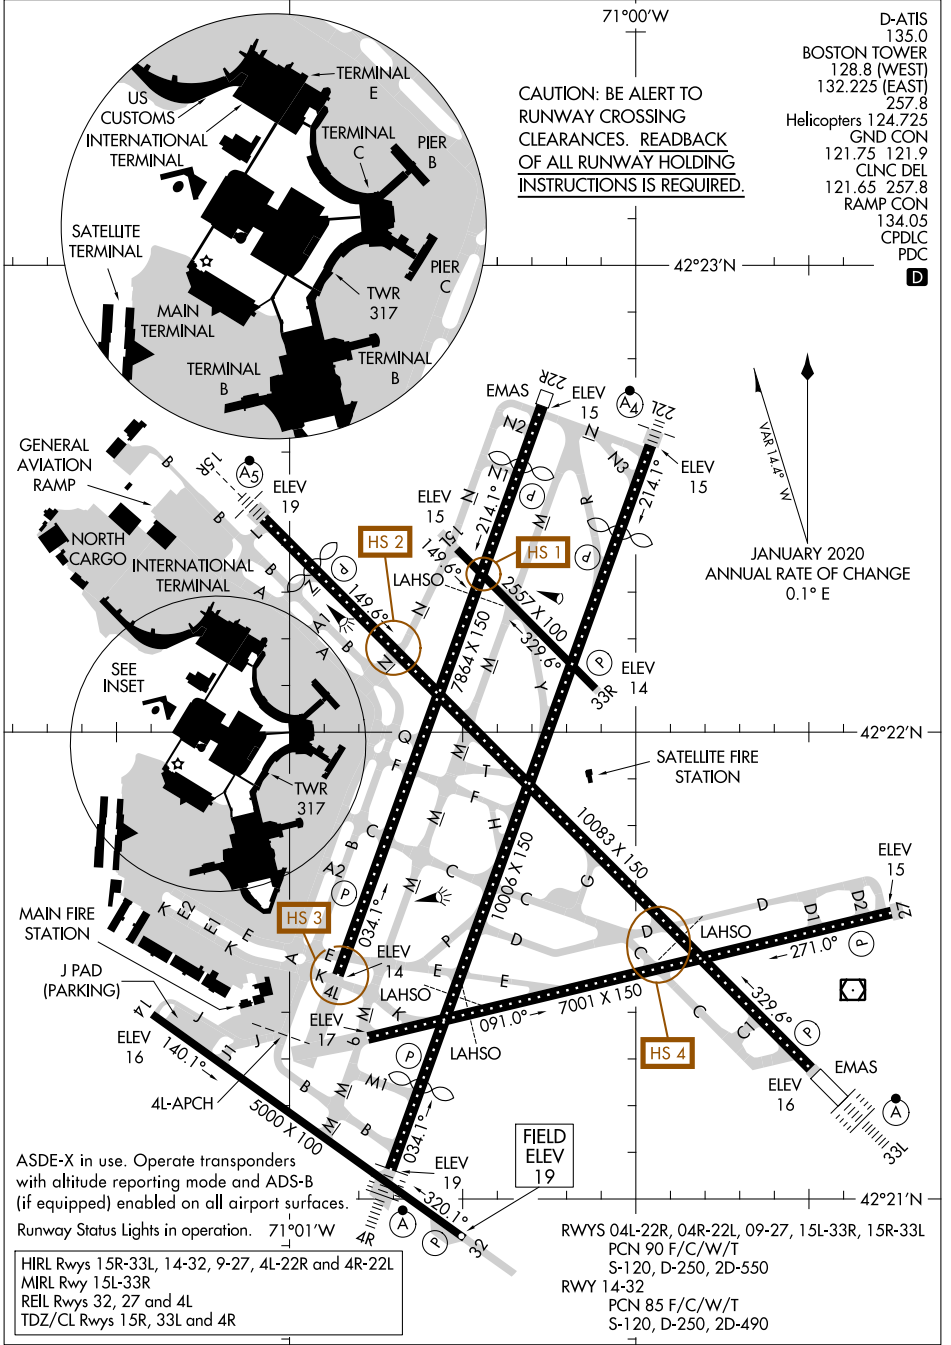 71°00'W
D-ATIS
135.0
BOSTON TOWER
128.8 (WEST)
132.225 (EAST)
257.8
Helicopters 124.725
GND CON
121.75 121.9
CLNC DEL
121.65 257.8
RAMP CON
134.05
CPDLC
PDC
D
CAUTION: BE ALERT TO
RUNWAY CROSSING
CLEARANCES. READBACK
OF ALL RUNWAY HOLDING
INSTRUCTIONS IS REQUIRED.
TERMINAL
E
US
CUSTOMS
INTERNATIONAL
TERMINAL
TERMINAL
C
PIER
B
SATELLITE
TERMINAL
PIER
C
TWR
317
MAIN
TERMINAL
TERMINAL
B
TERMINAL
B
42°23'N
VAR 14.4° W
JANUARY 2020
ANNUAL RATE OF CHANGE
0.1° E
EMAS
22R
ELEV
15
A4
22L
ELEV
15
N2
N
N3
N1
N
214.1°
P
M
R
214.1°
P
GENERAL
AVIATION
RAMP
B
15R
A5
ELEV
19
ELEV
15
15L
149.6°
B
L
HS 2
HS 1
NORTH
CARGO
INTERNATIONAL
TERMINAL
B
A
N
P
149.6°
LAHSO
2557 X 100
N
A1
B
A
N
7864 X 150
M
329.6°
Y
P
ELEV
14
33R
SEE
INSET
TWR
317
42°22'N
SATELLITE FIRE
STATION
Q
F
M
T
F
H
M
C
B
A2
P
M
C
C
G
10006 X 150
10083 X 150
034.1°
HS 3
K
E2
E1
K
E
A
F
K
4L
ELEV
14
LAHSO
P
E
D
E
D
C
LAHSO
D
D1
D2
ELEV
15
27
271.0°
P
MAIN FIRE
STATION
J PAD
(PARKING)
14
ELEV
16
140.1°
J
J1
J
4L-APCH
ELEV
17
M
K
9
P
091.0°
7001 X 150
LAHSO
HS 4
C
C
C1
329.6°
P
EMAS
ELEV
16
A
33L
B
M
M1
M
B
5000 X 100
034.1°
ELEV
19
FIELD
ELEV
19
320.1°
A
P
4R
32
42°21'N
ASDE-X in use. Operate transponders
with altitude reporting mode and ADS-B
(if equipped) enabled on all airport surfaces.
Runway Status Lights in operation.
71°01'W
HIRL Rwys 15R-33L, 14-32, 9-27, 4L-22R and 4R-22L
MIRL Rwy 15L-33R
REIL Rwys 32, 27 and 4L
TDZ/CL Rwys 15R, 33L and 4R
RWYS 04L-22R, 04R-22L, 09-27, 15L-33R, 15R-33L
PCN 90 F/C/W/T
S-120, D-250, 2D-550
RWY 14-32
PCN 85 F/C/W/T
S-120, D-250, 2D-490